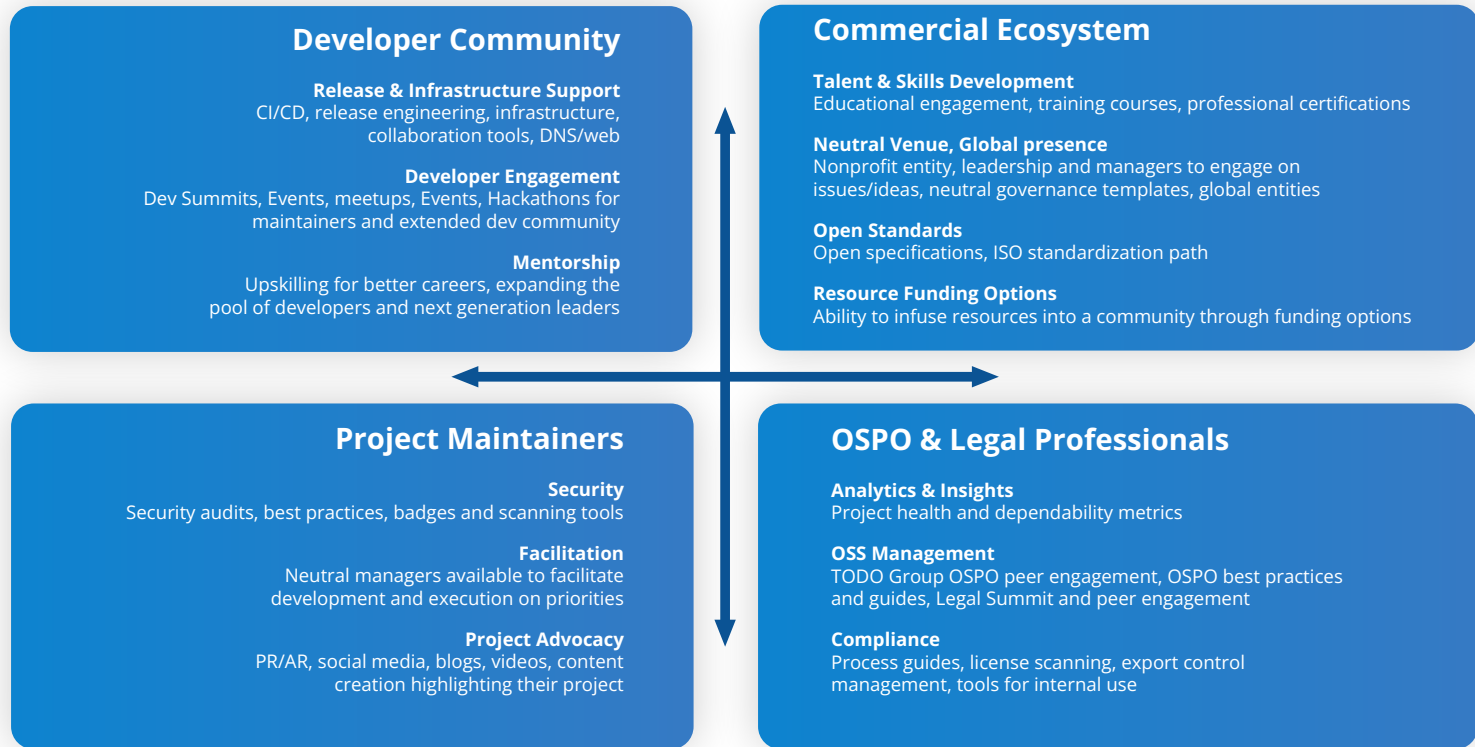 Developer Community
Release & Infrastructure Support
CI/CD, release engineering, infrastructure,
collaboration tools, DNS/web
Developer Engagement
Dev Summits, Events, meetups, Events, Hackathons for
maintainers and extended dev community
Mentorship
Upskilling for better careers, expanding the
pool of developers and next generation leaders
Commercial Ecosystem
Talent & Skills Development
Educational engagement, training courses, professional certifications
Neutral Venue, Global presence
Nonprofit entity, leadership and managers to engage on
issues/ideas, neutral governance templates, global entities
Open Standards
Open specifications, ISO standardization path
Resource Funding Options
Ability to infuse resources into a community through funding options
Project Maintainers
Security
Security audits, best practices, badges and scanning tools
Facilitation
Neutral managers available to facilitate
development and execution on priorities
Project Advocacy
PR/AR, social media, blogs, videos, content
creation highlighting their project
OSPO & Legal Professionals
Analytics & Insights
Project health and dependability metrics
OSS Management
TODO Group OSPO peer engagement, OSPO best practices
and guides, Legal Summit and peer engagement
Compliance
Process guides, license scanning, export control
management, tools for internal use